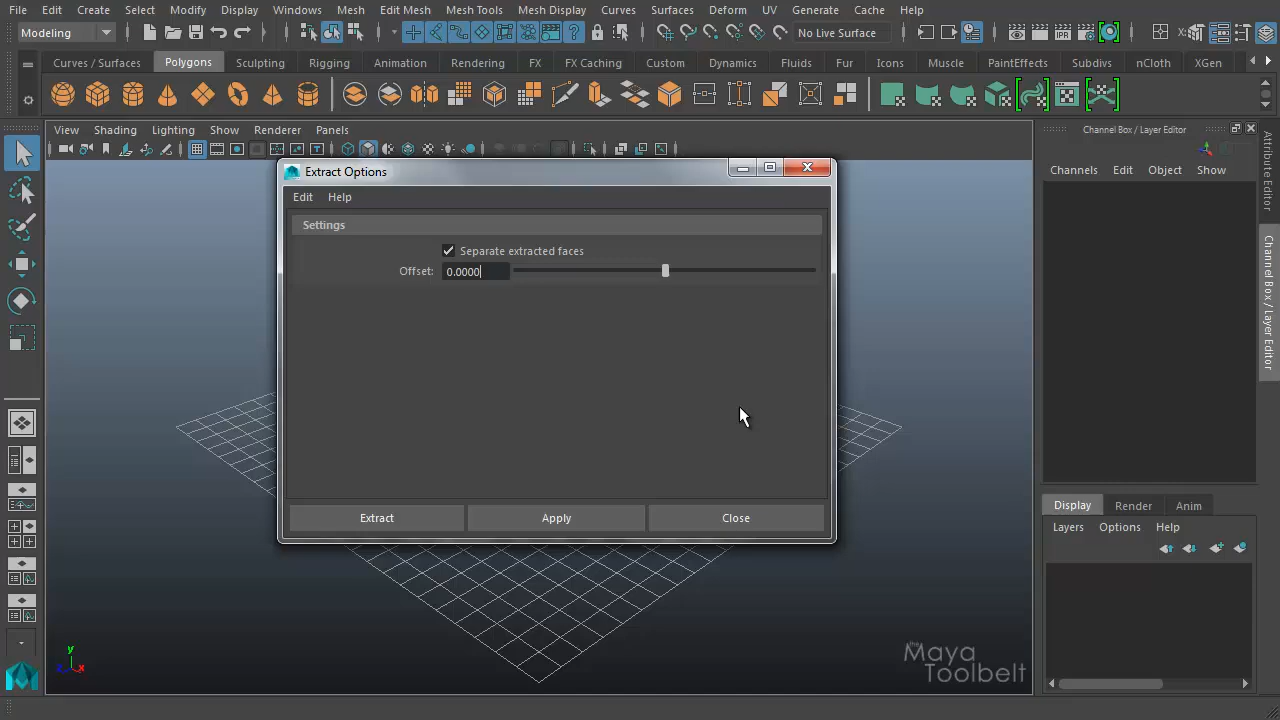 File Edit Create Select Modify Display Windows Mesh Edit Mesh Mesh Tools Mesh Display Curves Surfaces Deform UV Generate Cache Help
Modeling No Live Surface
Curves / Surfaces Polygons Sculpting Rigging Animation Rendering FX FX Caching Custom Dynamics Fluids Fur Icons Muscle PaintEffects Subdivs nCloth XGen
View Shading Lighting Show Renderer Panels
Channel Box / Layer Editor
Channels Edit Object Show
Attribute Editor
Channel Box / Layer Editor
Extract Options
Edit Help
Settings
Separate extracted faces
Offset: 0.0000
Extract Apply Close
Display Render Anim
Layers Options Help
y
x
the
Maya
Toolbelt